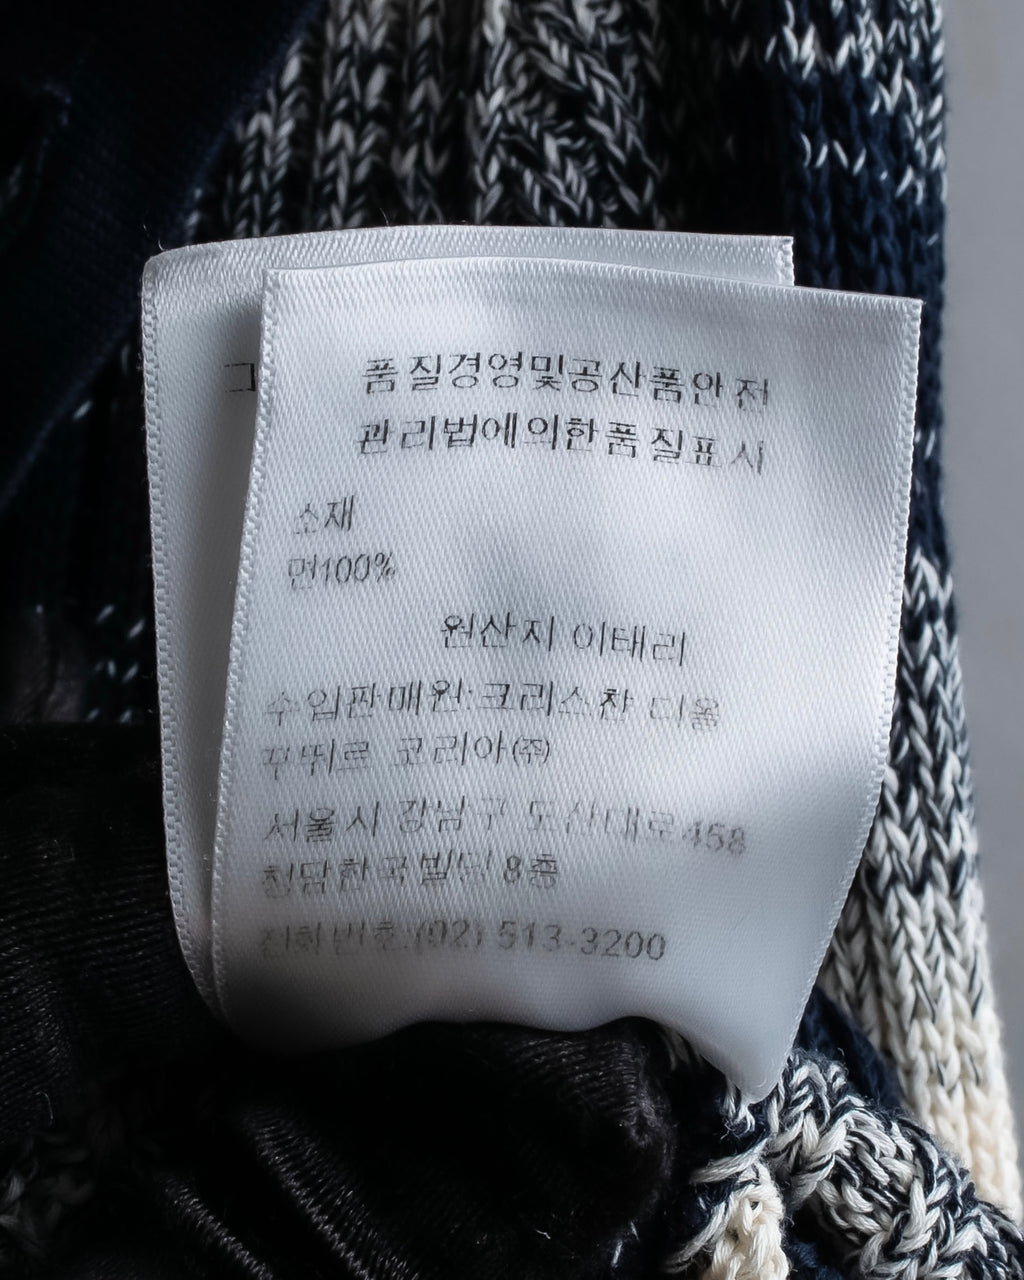 품질경영및공산품안전
관리법에의한품질표시
소재
면100%
원산지 이태리
수입판매원:크리스챤 디올
꾸뛰르 코리아(주)
서울시 강남구 도산대로458
청담한국빌딩 8층
전화번호:(02) 513-3200